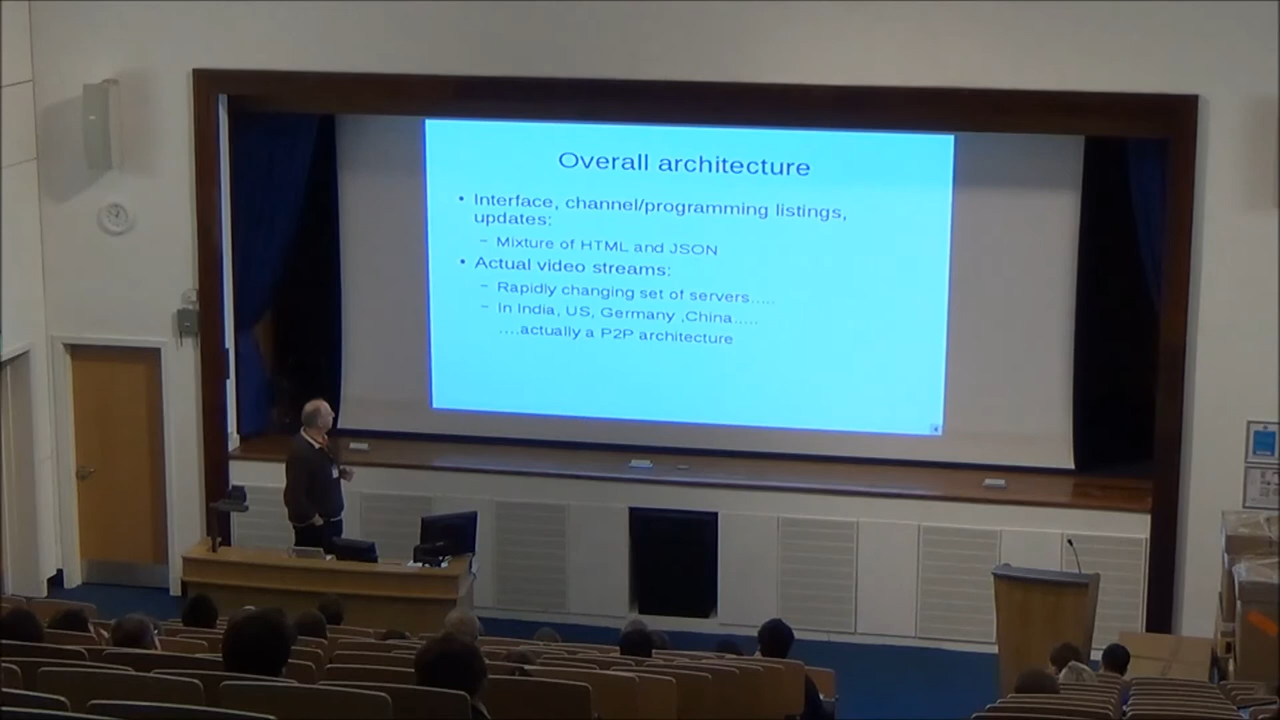 Overall architecture
• Interface, channel/programming listings,
updates:
– Mixture of HTML and JSON
• Actual video streams:
– Rapidly changing set of servers.....
– In India, US, Germany ,China.....
....actually a P2P architecture